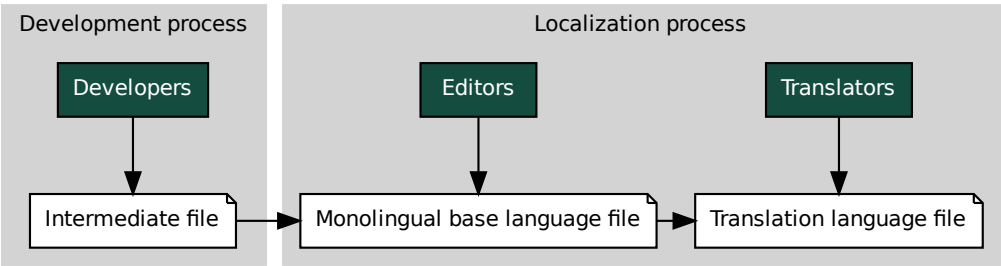 Development process
Localization process
Developers
Editors
Translators
Intermediate file
Monolingual base language file
Translation language file